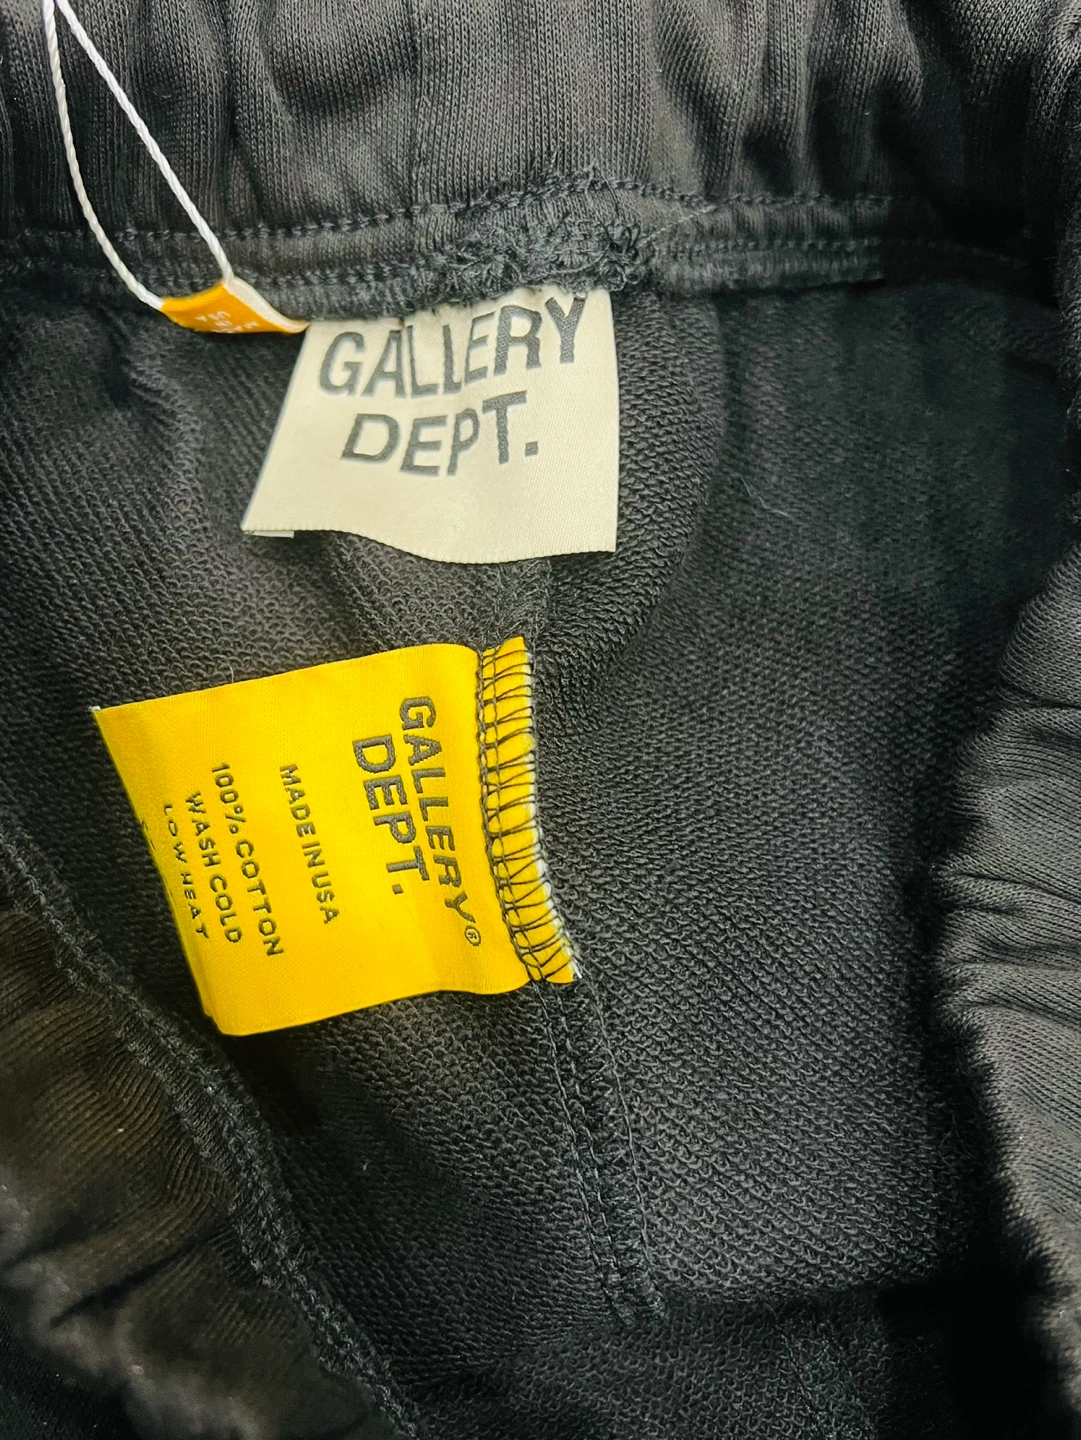 GALLERY
DEPT.
GALLERY®
DEPT.
MADE IN USA
100% COTTON
WASH COLD
LOW HEAT